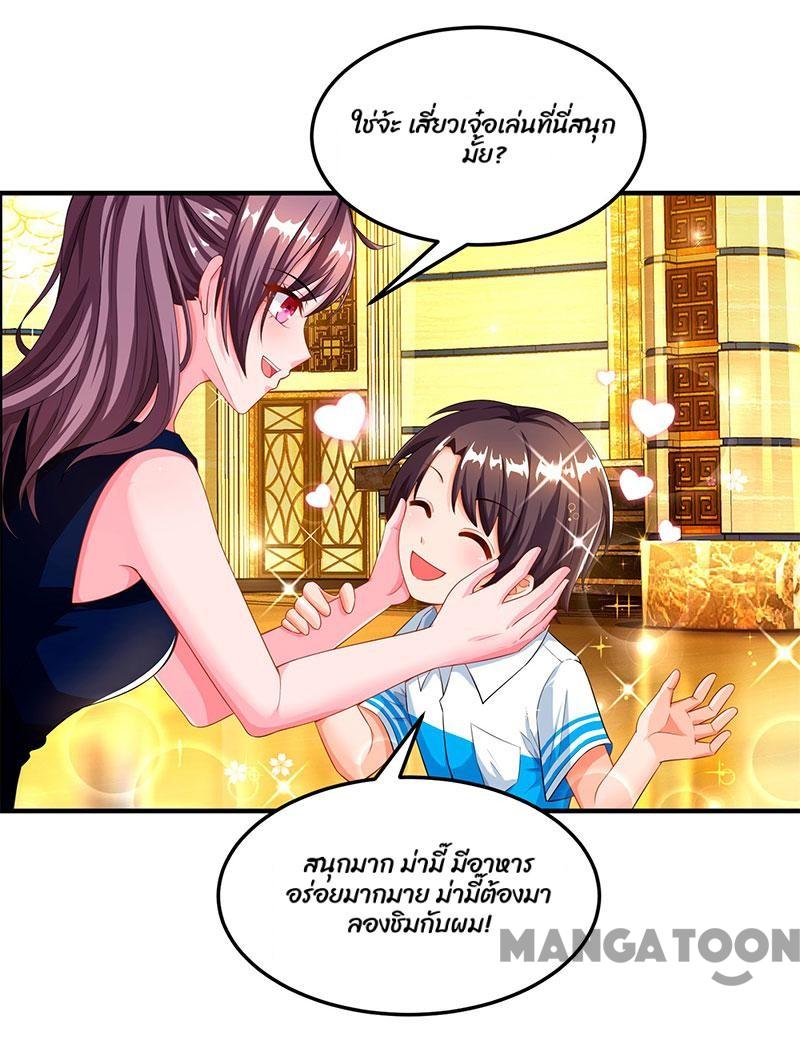 ใช่จ้ะ เสี่ยวเจ๋อเล่นที่นี่สนุก
มั้ย?
สนุกมาก ม่ามี๊ มีอาหาร
อร่อยมากมาย ม่ามี๊ต้องมา
ลองชิมกับผม!
MANGATOON